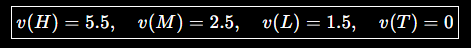 v(H) = 5.5, v(M) = 2.5, v(L) = 1.5, v(T) = 0